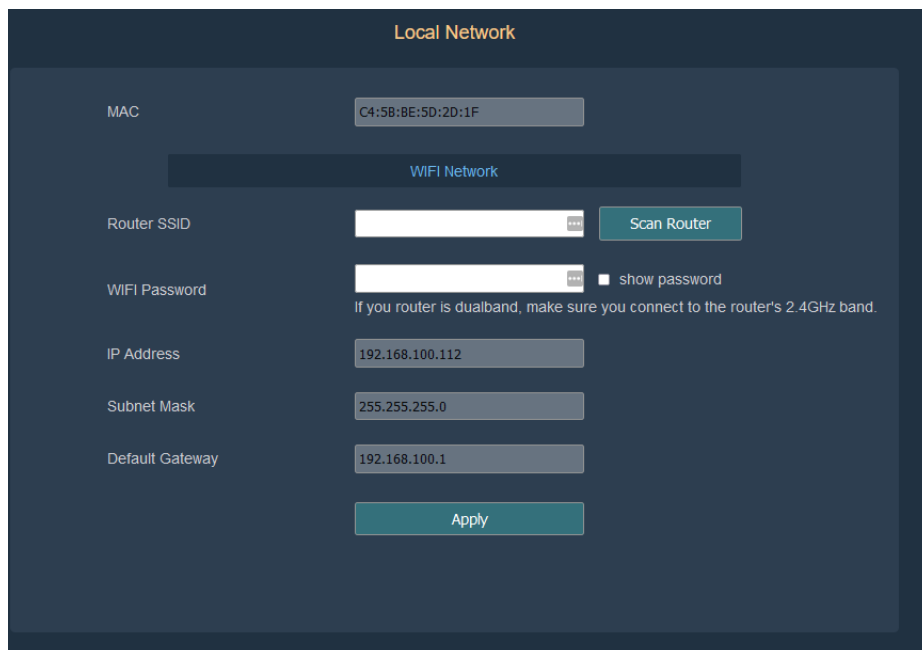 Local Network
MAC C4:5B:BE:5D:2D:1F
WIFI Network
Router SSID Scan Router
WIFI Password show password
If you router is dualband, make sure you connect to the router's 2.4GHz band.
IP Address 192.168.100.112
Subnet Mask 255.255.255.0
Default Gateway 192.168.100.1
Apply